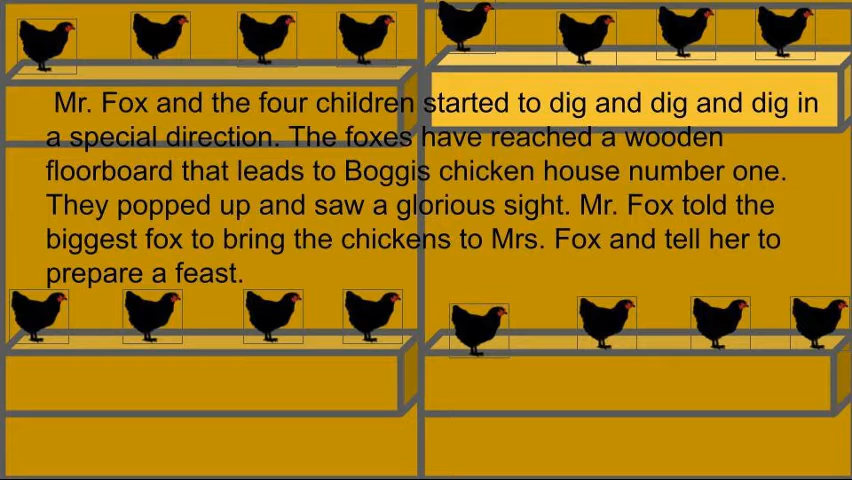 Mr. Fox and the four children started to dig and dig and dig in
a special direction. The foxes have reached a wooden
floorboard that leads to Boggis chicken house number one.
They popped up and saw a glorious sight. Mr. Fox told the
biggest fox to bring the chickens to Mrs. Fox and tell her to
prepare a feast.